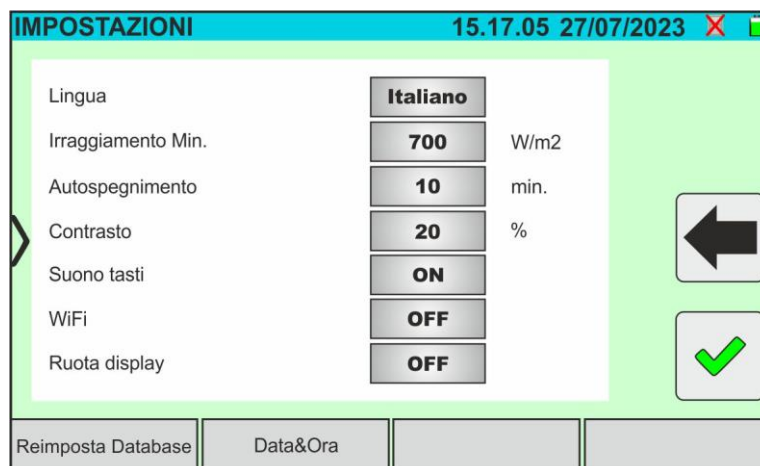 IMPOSTAZIONI 15.17.05 27/07/2023
Lingua Italiano
Irraggiamento Min. 700 W/m2
Autospegnimento 10 min.
Contrasto 20 %
Suono tasti ON
WiFi OFF
Ruota display OFF
Reimposta Database Data&Ora